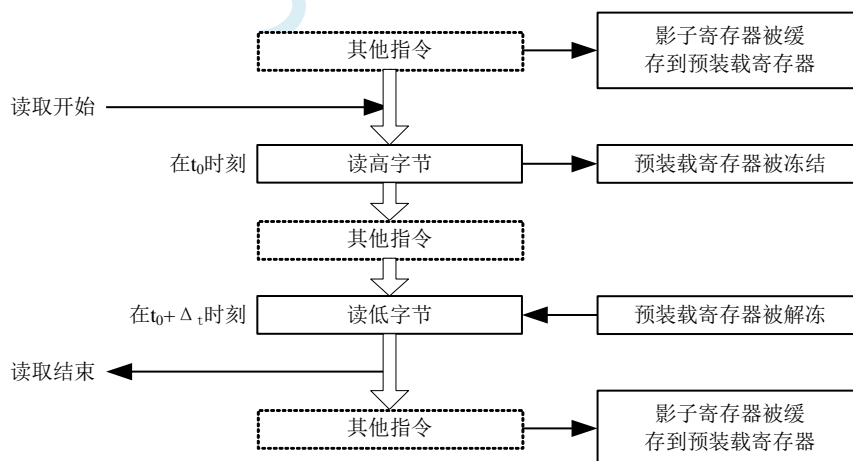 其他指令
影子寄存器被缓
存到预装载寄存器
读取开始
在t₀时刻
读高字节
预装载寄存器被冻结
其他指令
在t₀+Δₜ时刻
读低字节
预装载寄存器被解冻
读取结束
其他指令
影子寄存器被缓
存到预装载寄存器